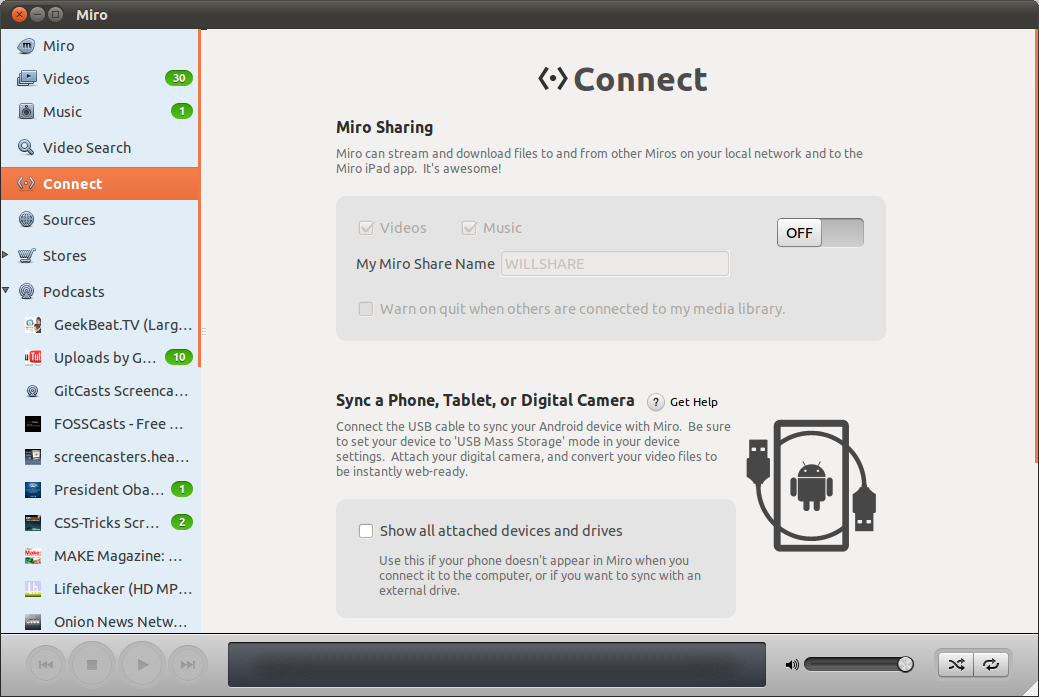 Miro
Miro
Videos 30
Music 1
Video Search
Connect
Sources
Stores
Podcasts
GeekBeat.TV (Larg...
Uploads by G... 10
GitCasts Screenca...
FOSSCasts - Free ...
screencasters.hea...
President Oba... 1
CSS-Tricks Scr... 2
MAKE Magazine: ...
Lifehacker (HD MP...
Onion News Netw...
Connect
Miro Sharing
Miro can stream and download files to and from other Miros on your local network and to the
Miro iPad app. It's awesome!
Videos Music OFF
My Miro Share Name WILLSHARE
Warn on quit when others are connected to my media library.
Sync a Phone, Tablet, or Digital Camera ? Get Help
Connect the USB cable to sync your Android device with Miro. Be sure
to set your device to 'USB Mass Storage' mode in your device
settings. Attach your digital camera, and convert your video files to
be instantly web-ready.
Show all attached devices and drives
Use this if your phone doesn't appear in Miro when you
connect it to the computer, or if you want to sync with an
external drive.